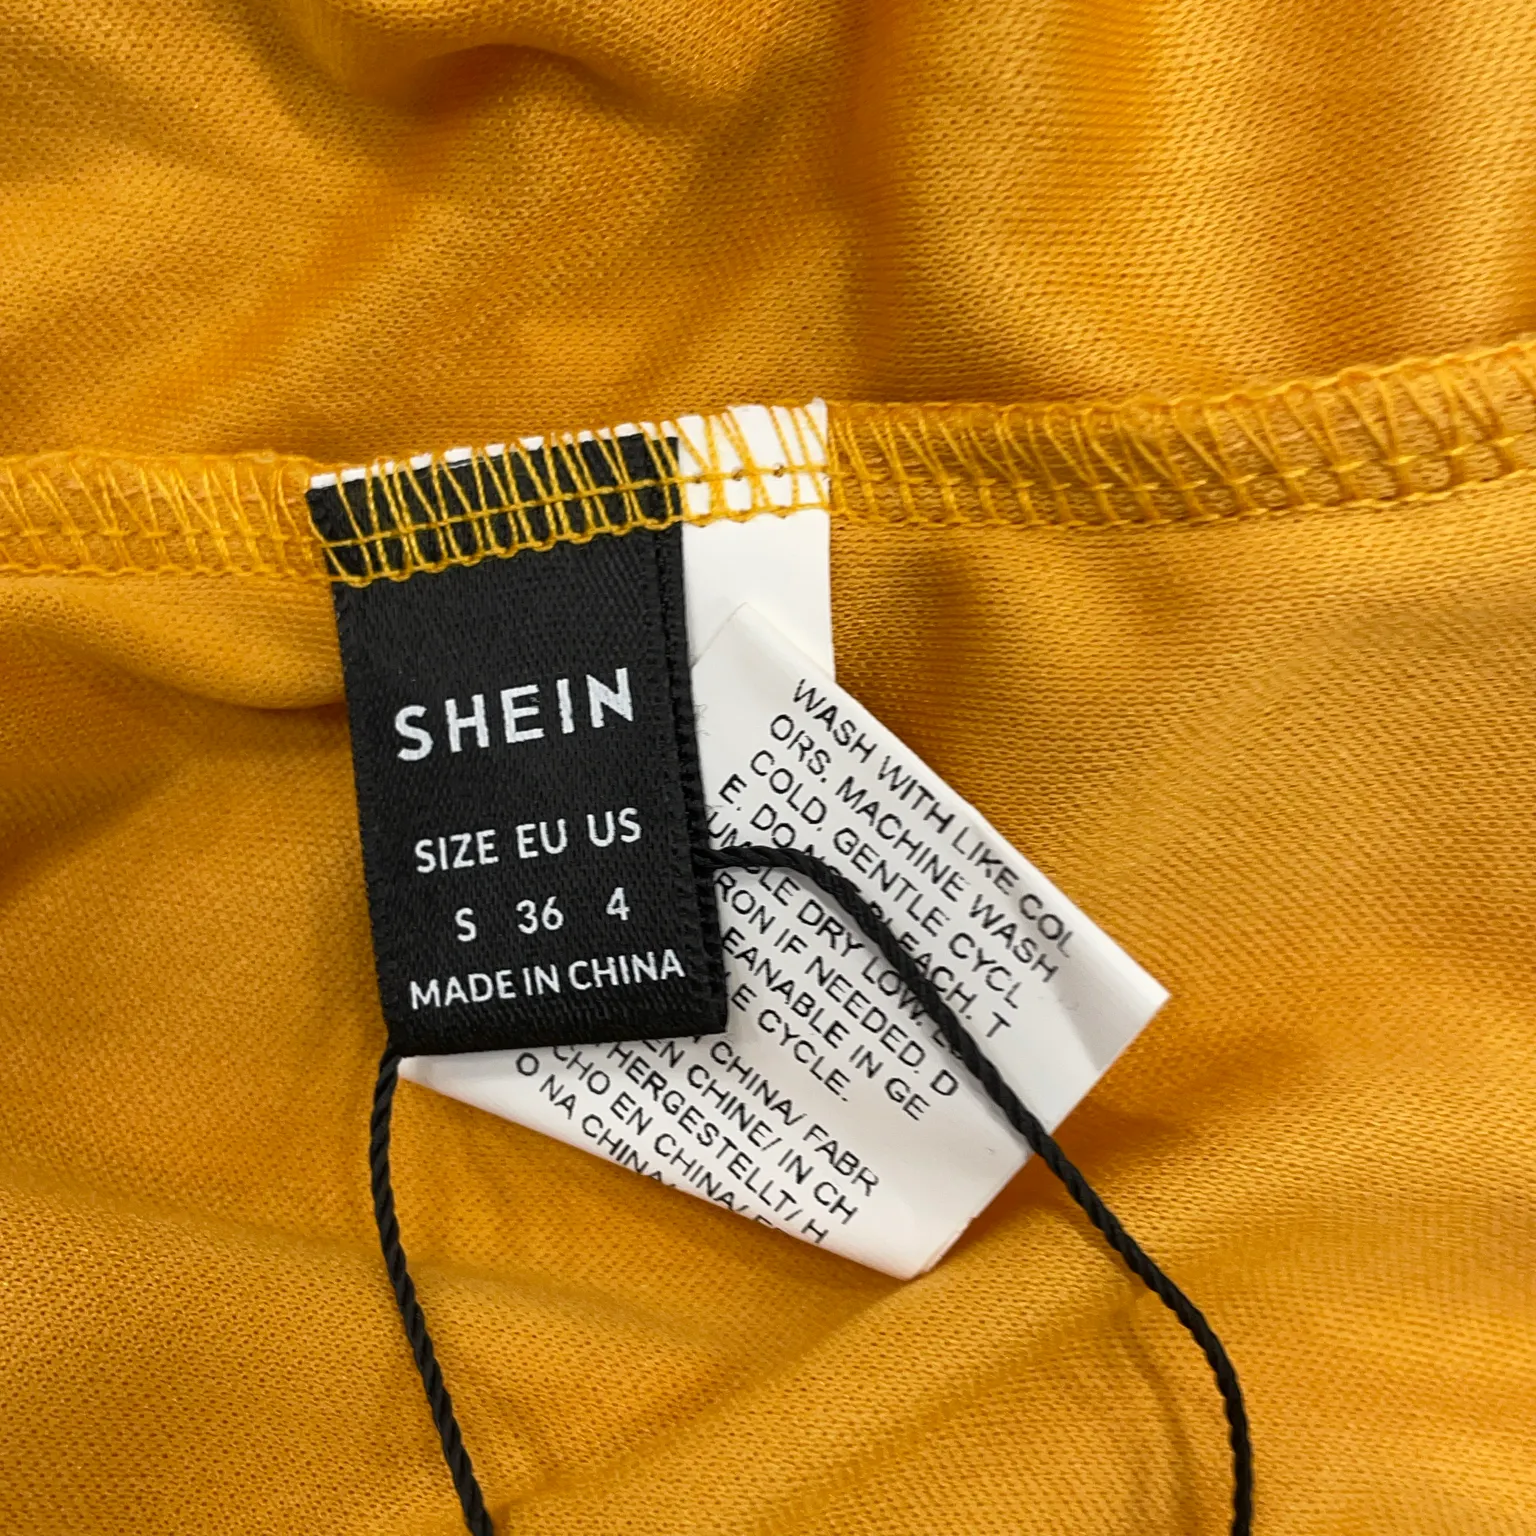 SHEIN
SIZE EU US
S 36 4
MADE IN CHINA
WASH WITH LIKE COL
ORS. MACHINE WASH
COLD. GENTLE CYCL
E. DO NOT BLEACH. T
UMBLE DRY LOW.
RON IF NEEDED. D
EANABLE IN GE
LE CYCLE.
CHINA/ FABR
EN CHINE/ IN CH
HERGESTELLT/ H
CHO EN CHINA/
O NA CHINA/